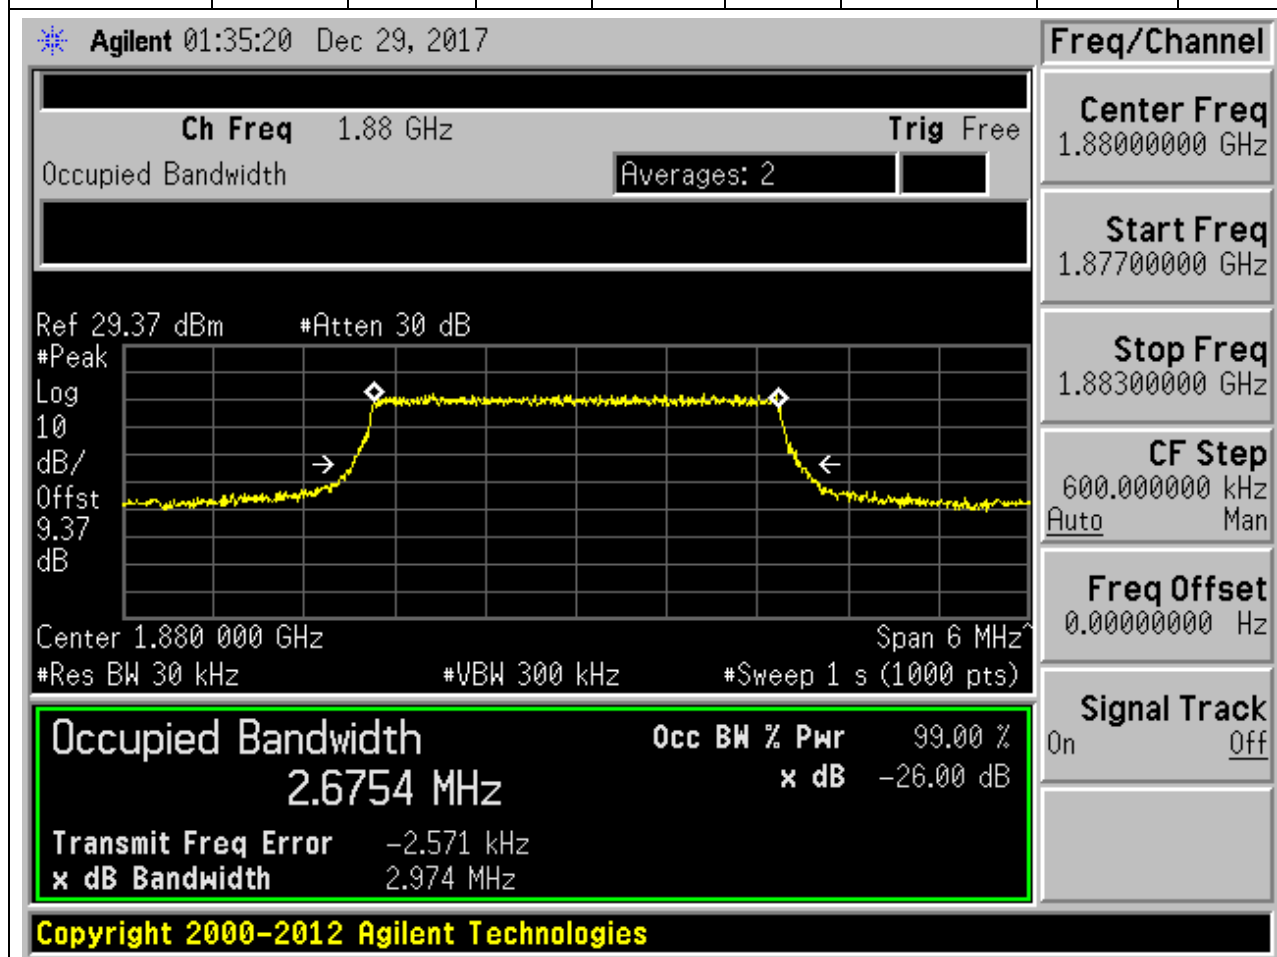 Agilent 01:35:20 Dec 29, 2017
Freq/Channel
Ch Freq 1.88 GHz Trig Free
Occupied Bandwidth Averages: 2
Center Freq
1.88000000 GHz
Start Freq
1.87700000 GHz
Stop Freq
1.88300000 GHz
CF Step
600.000000 kHz
Auto Man
Freq Offset
0.00000000 Hz
Signal Track
On Off
Ref 29.37 dBm #Atten 30 dB
#Peak
Log
10
dB/
Offst
9.37
dB
Center 1.880 000 GHz Span 6 MHz^
#Res BW 30 kHz #VBW 300 kHz #Sweep 1 s (1000 pts)
Occupied Bandwidth Occ BW % Pwr 99.00 %
2.6754 MHz x dB -26.00 dB
Transmit Freq Error -2.571 kHz
x dB Bandwidth 2.974 MHz
Copyright 2000-2012 Agilent Technologies